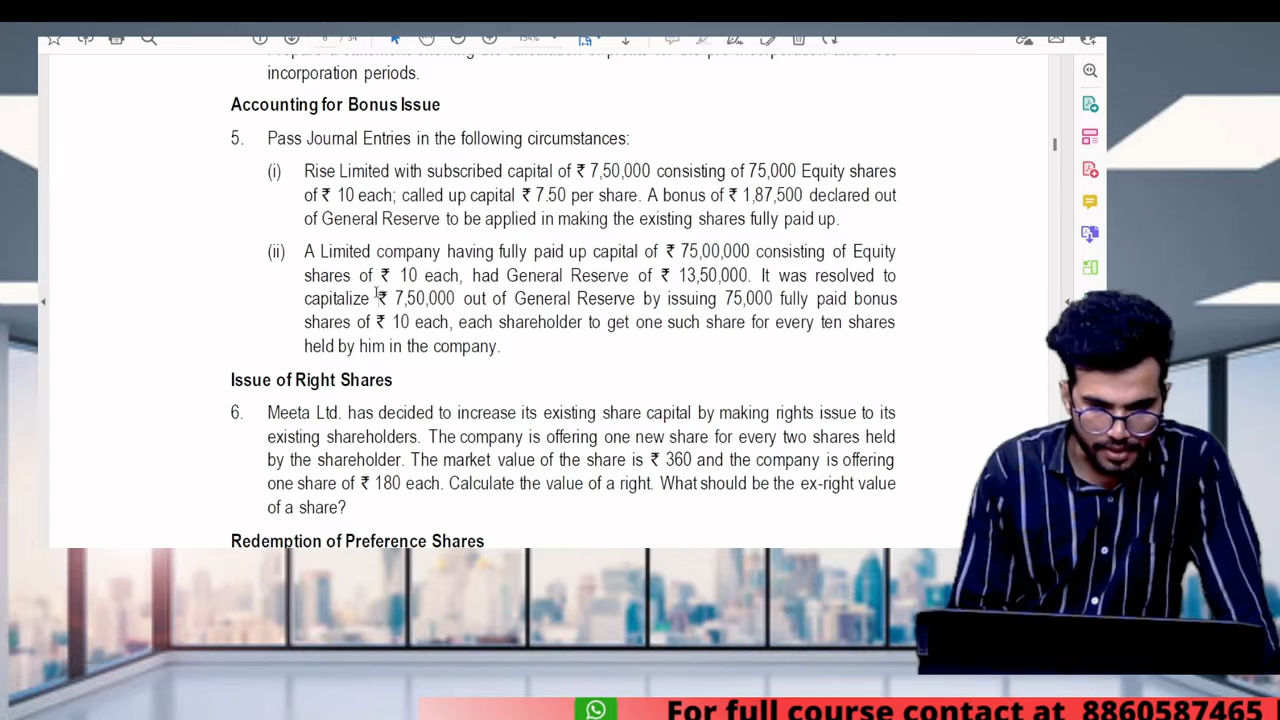 6 / 34
154%
incorporation periods.
Accounting for Bonus Issue
5. Pass Journal Entries in the following circumstances:
(i) Rise Limited with subscribed capital of ₹ 7,50,000 consisting of 75,000 Equity shares
of ₹ 10 each; called up capital ₹ 7.50 per share. A bonus of ₹ 1,87,500 declared out
of General Reserve to be applied in making the existing shares fully paid up.
(ii) A Limited company having fully paid up capital of ₹ 75,00,000 consisting of Equity
shares of ₹ 10 each, had General Reserve of ₹ 13,50,000. It was resolved to
capitalize ₹ 7,50,000 out of General Reserve by issuing 75,000 fully paid bonus
shares of ₹ 10 each, each shareholder to get one such share for every ten shares
held by him in the company.
Issue of Right Shares
6. Meeta Ltd. has decided to increase its existing share capital by making rights issue to its
existing shareholders. The company is offering one new share for every two shares held
by the shareholder. The market value of the share is ₹ 360 and the company is offering
one share of ₹ 180 each. Calculate the value of a right. What should be the ex-right value
of a share?
Redemption of Preference Shares
For full course contact at 8860587465